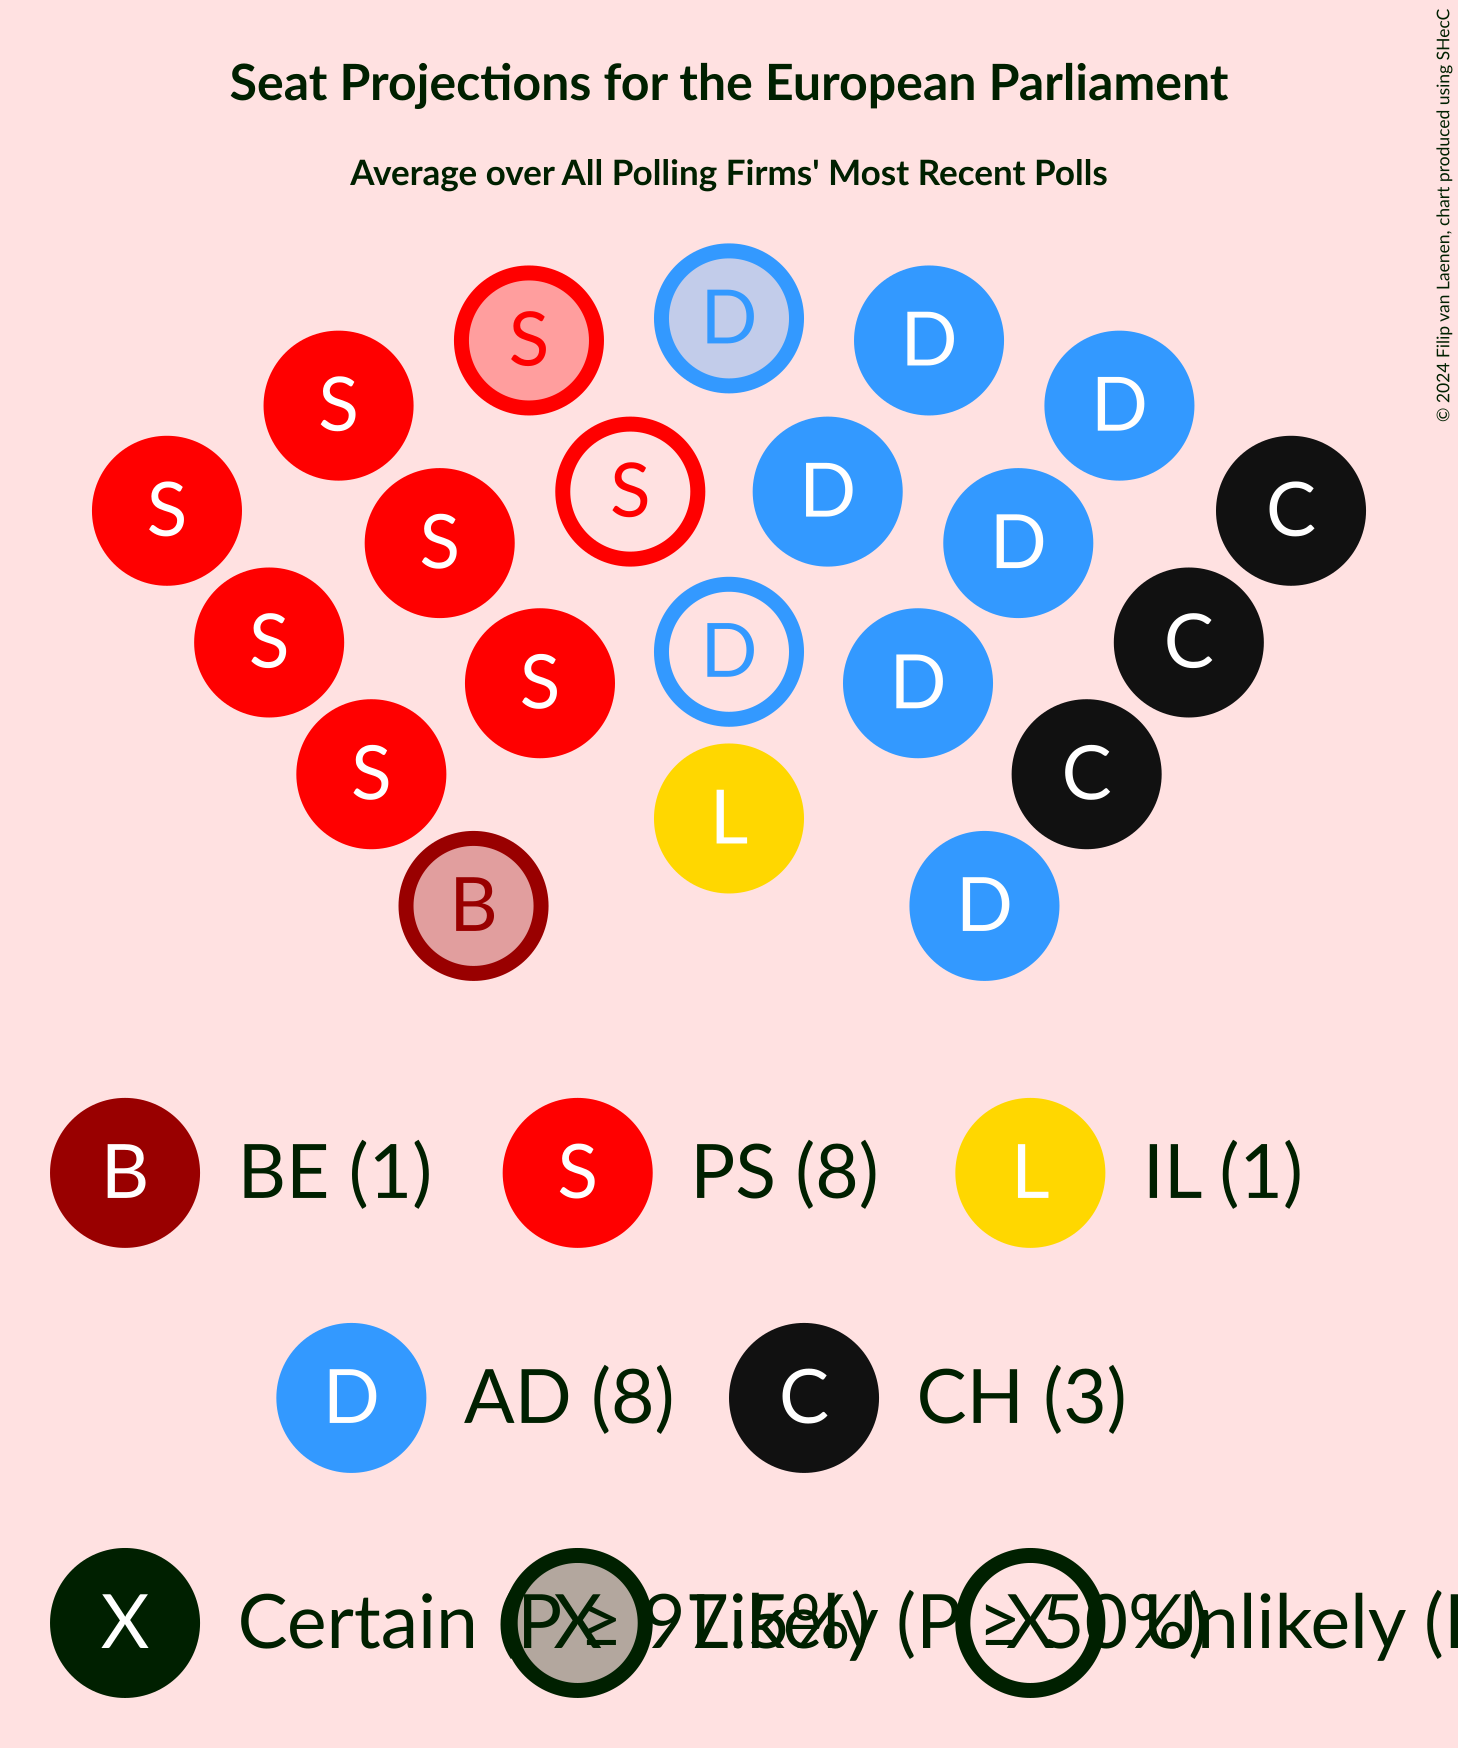 Seat Projections for the European Parliament
Average over All Polling Firms' Most Recent Polls
© 2024 Filip van Laenen, chart produced using SHecC
D
S D
S D
S S D C
S D
S D C
S D
S C
L
B D
B BE (1) S PS (8) L IL (1)
D AD (8) C CH (3)
X Certain (P ≥ 97.5%) X Likely (P ≥ 50%) X Unlikely (